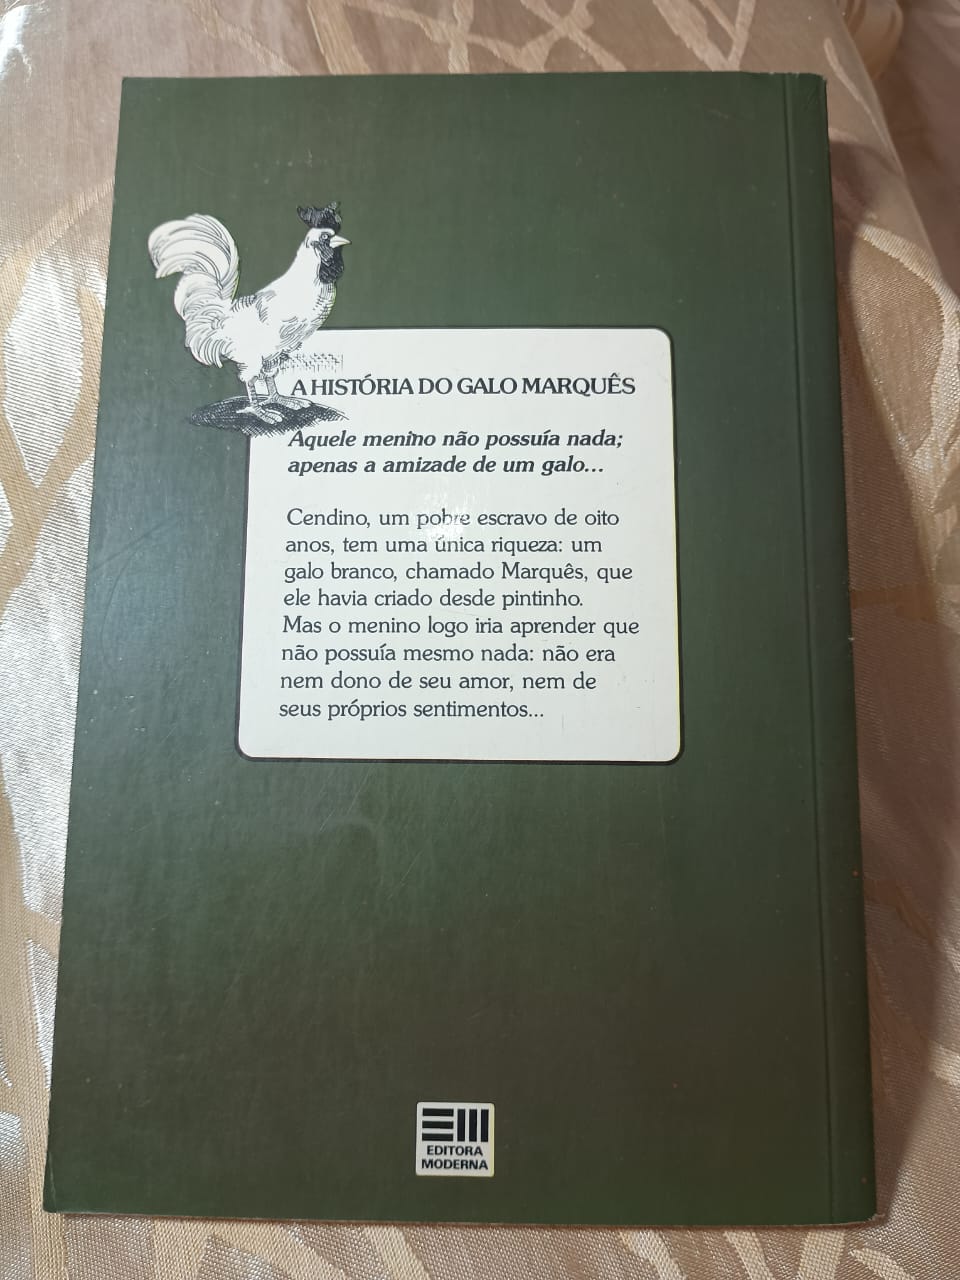 A HISTÓRIA DO GALO MARQUÊS
Aquele menino não possuía nada;
apenas a amizade de um galo...
Cendino, um pobre escravo de oito
anos, tem uma única riqueza: um
galo branco, chamado Marquês, que
ele havia criado desde pintinho.
Mas o menino logo iria aprender que
não possuía mesmo nada: não era
nem dono de seu amor, nem de
seus próprios sentimentos...
EDITORA
MODERNA